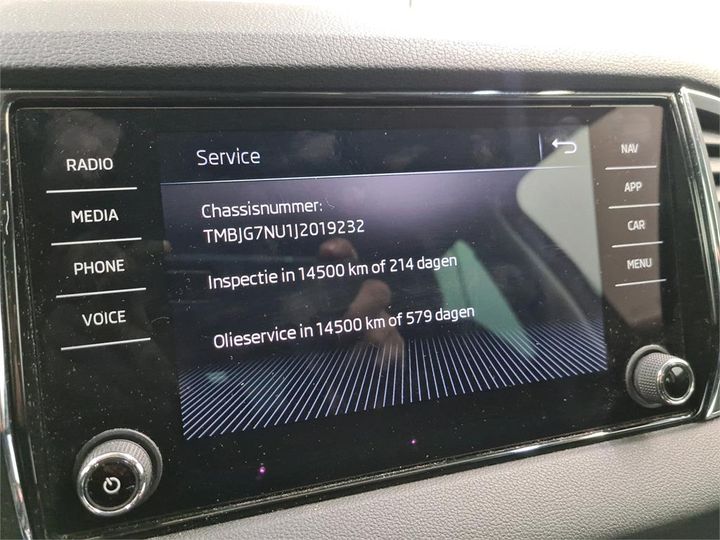 RADIO
MEDIA
PHONE
VOICE
Service
Chassisnummer:
TMBJG7NU1J2019232
Inspectie in 14500 km of 214 dagen
Olieservice in 14500 km of 579 dagen
NAV
APP
CAR
MENU